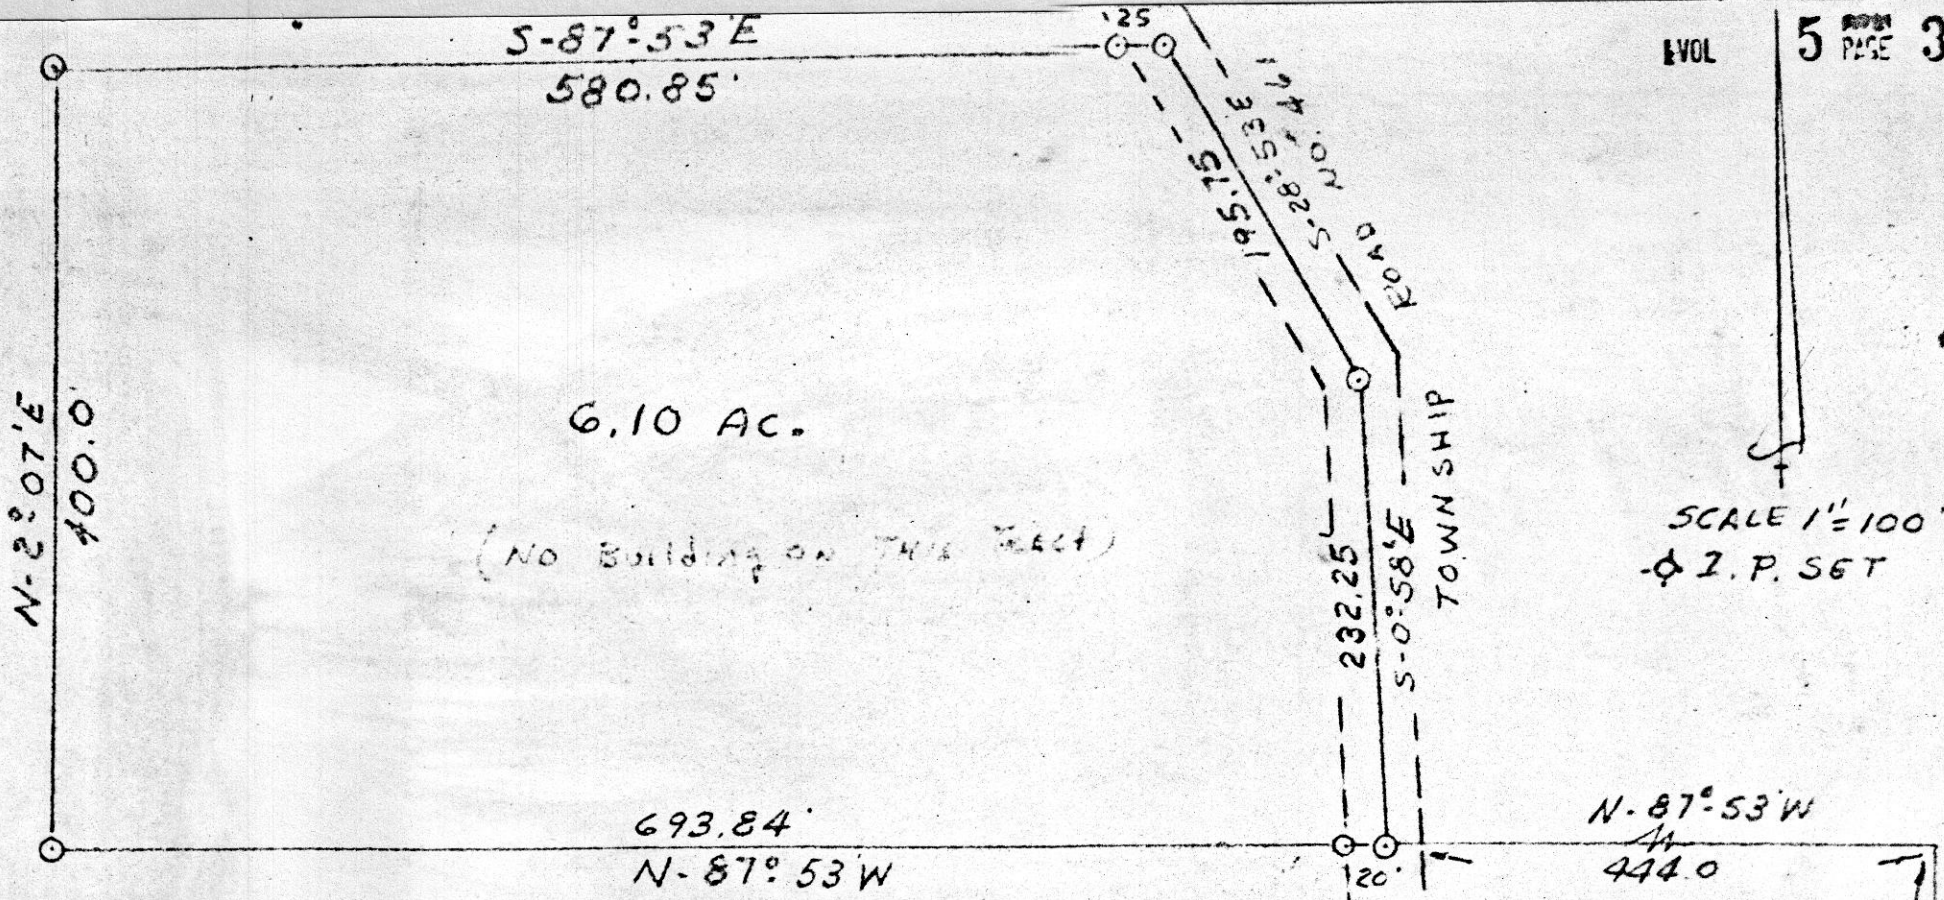 VOL 5 PAGE 3
S-87°-53'E
580.85'
25'
195.75
S-28°-53'E
ROAD NO.
N-2°-07'E
400.0'
6.10 AC.
(No Building on This Tract)
232.25
S-0°58'E
TOWNSHIP
SCALE 1"=100'
I.P. SET
693.84'
N-87°-53'W
20'
N-87°-53'W
444.0